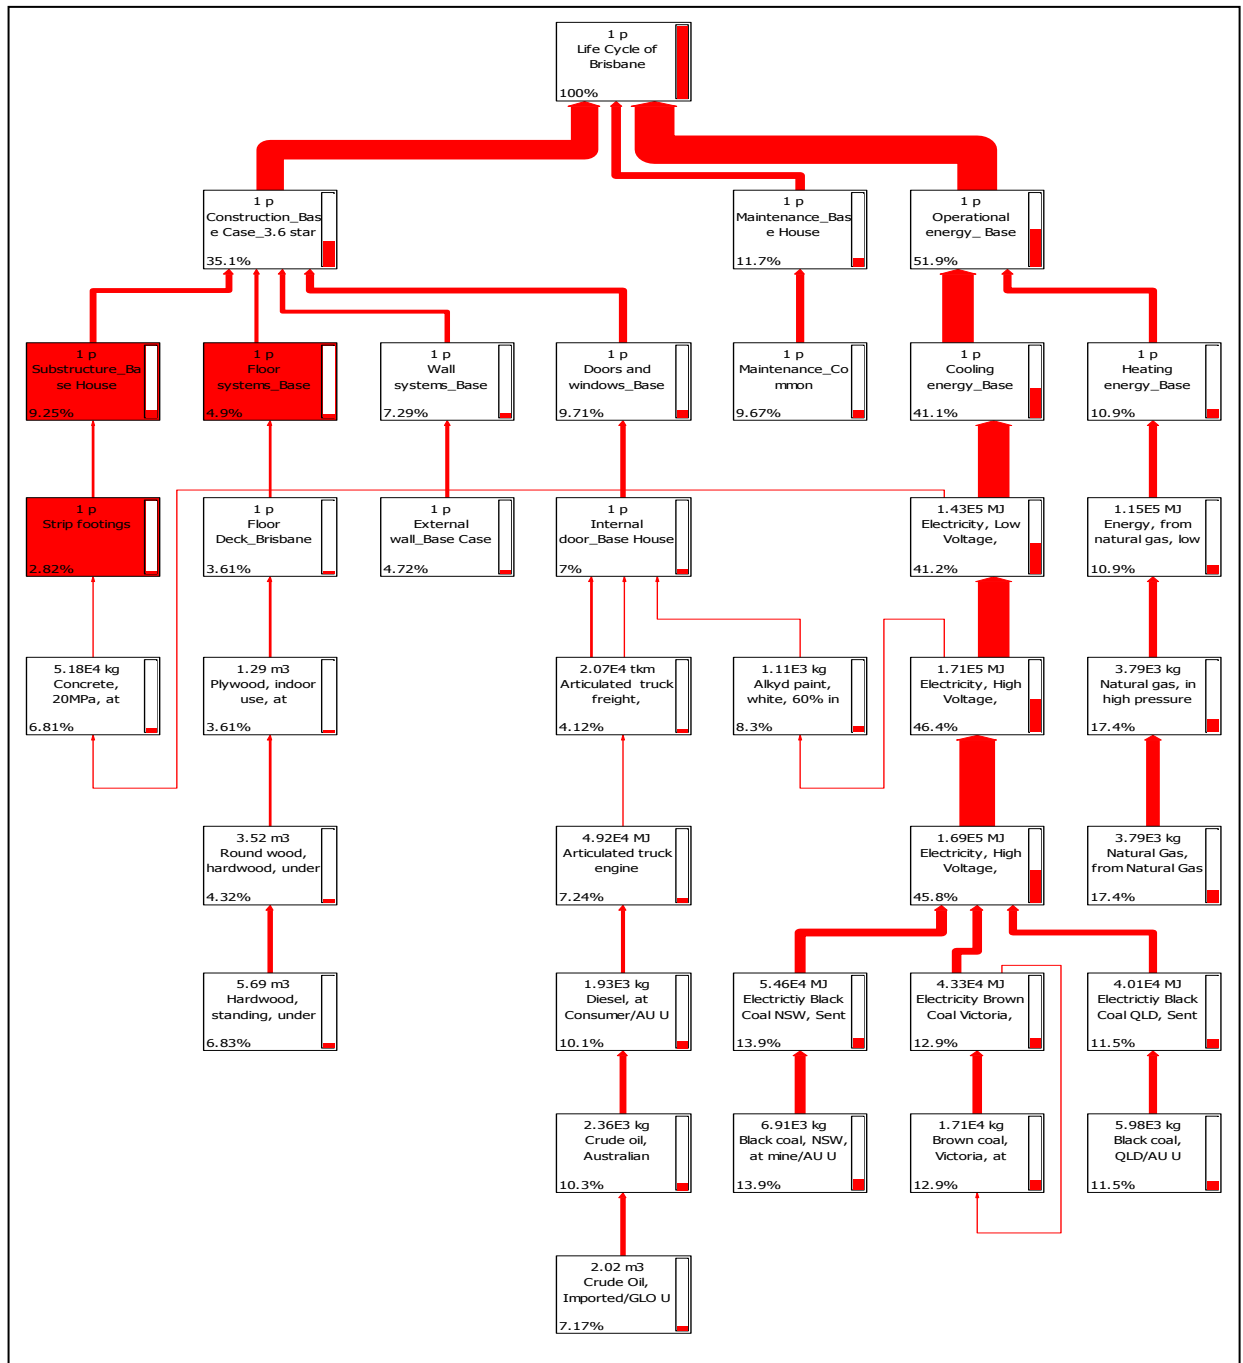 1 p
Life Cycle of
Brisbane
100%
1 p
Construction_Bas
e Case_3.6 star
35.1%
1 p
Maintenance_Bas
e House
11.7%
1 p
Operational
energy_ Base
51.9%
1 p
Substructure_Ba
se House
9.25%
1 p
Floor
systems_Base
4.9%
1 p
Wall
systems_Base
7.29%
1 p
Doors and
windows_Base
9.71%
1 p
Maintenance_Co
mmon
9.67%
1 p
Cooling
energy_Base
41.1%
1 p
Heating
energy_Base
10.9%
1 p
Strip footings
2.82%
1 p
Floor
Deck_Brisbane
3.61%
1 p
External
wall_Base Case
4.72%
1 p
Internal
door_Base House
7%
1.43E5 MJ
Electricity, Low
Voltage,
41.2%
1.15E5 MJ
Energy, from
natural gas, low
10.9%
5.18E4 kg
Concrete,
20MPa, at
6.81%
1.29 m3
Plywood, indoor
use, at
3.61%
2.07E4 tkm
Articulated truck
freight,
4.12%
1.11E3 kg
Alkyd paint,
white, 60% in
8.3%
1.71E5 MJ
Electricity, High
Voltage,
46.4%
3.79E3 kg
Natural gas, in
high pressure
17.4%
3.52 m3
Round wood,
hardwood, under
4.32%
4.92E4 MJ
Articulated truck
engine
7.24%
1.69E5 MJ
Electricity, High
Voltage,
45.8%
3.79E3 kg
Natural Gas,
from Natural Gas
17.4%
5.69 m3
Hardwood,
standing, under
6.83%
1.93E3 kg
Diesel, at
Consumer/AU U
10.1%
5.46E4 MJ
Electrictiy Black
Coal NSW, Sent
13.9%
4.33E4 MJ
Electricity Brown
Coal Victoria,
12.9%
4.01E4 MJ
Electrictiy Black
Coal QLD, Sent
11.5%
2.36E3 kg
Crude oil,
Australian
10.3%
6.91E3 kg
Black coal, NSW,
at mine/AU U
13.9%
1.71E4 kg
Brown coal,
Victoria, at
12.9%
5.98E3 kg
Black coal,
QLD/AU U
11.5%
2.02 m3
Crude Oil,
Imported/GLO U
7.17%